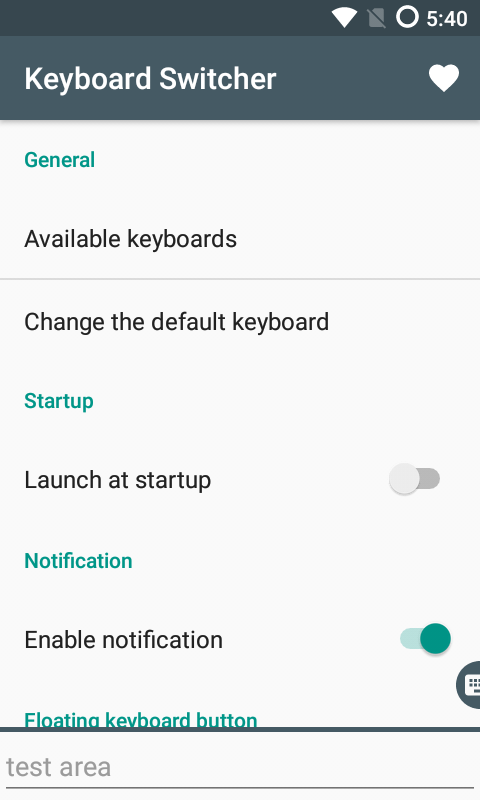 5:40
Keyboard Switcher
General
Available keyboards
Change the default keyboard
Startup
Launch at startup
Notification
Enable notification
Floating keyboard button
test area